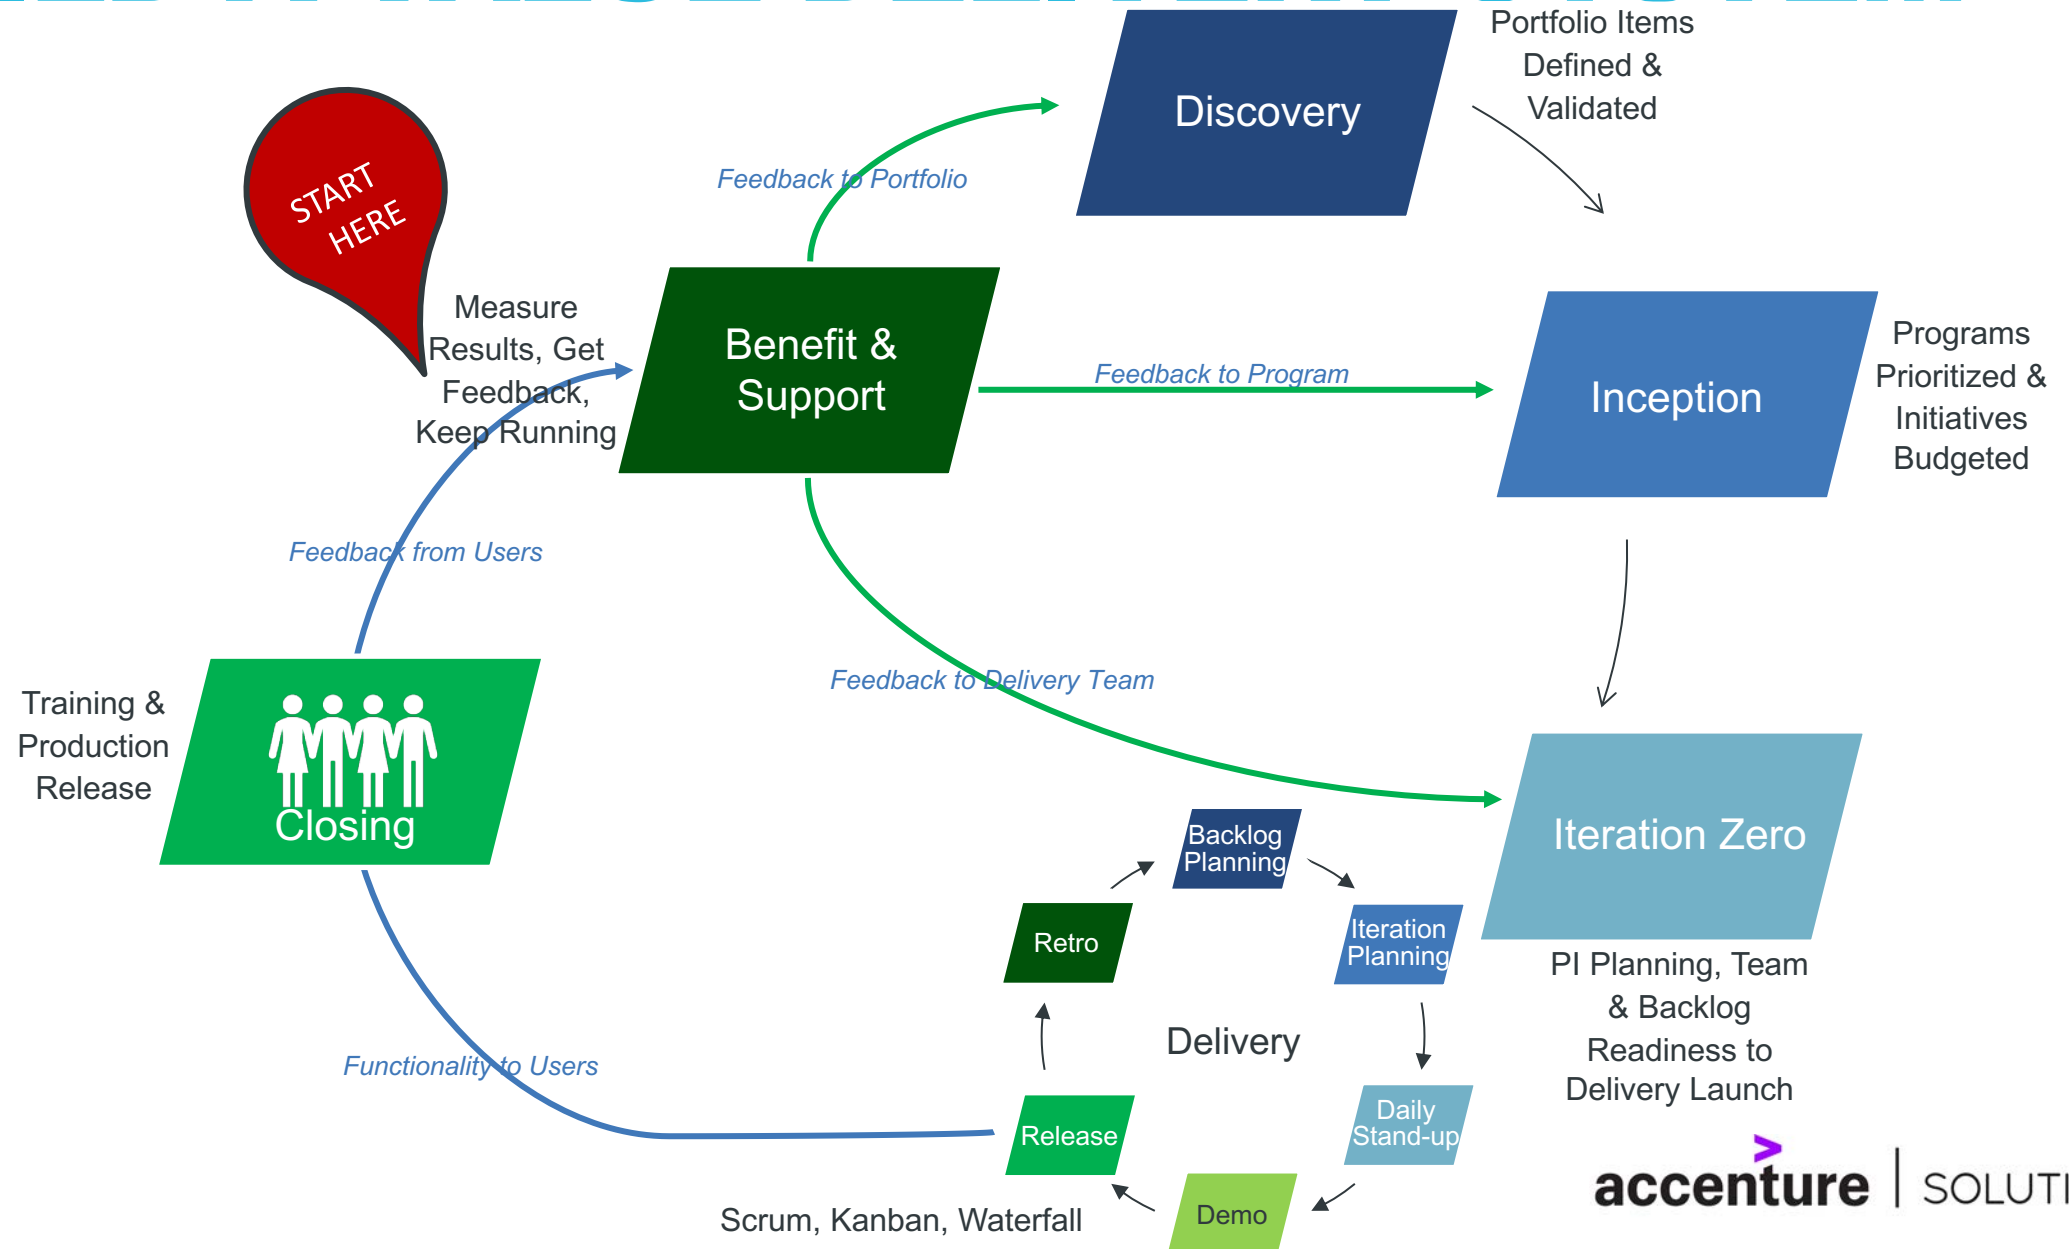 Portfolio Items
Defined &
Validated
Discovery
START
HERE
Feedback to Portfolio
Measure
Results, Get
Feedback,
Keep Running
Benefit &
Support
Feedback to Program
Inception
Programs
Prioritized &
Initiatives
Budgeted
Feedback from Users
Feedback to Delivery Team
Training &
Production
Release
Closing
Iteration Zero
PI Planning, Team
& Backlog
Readiness to
Delivery Launch
Backlog
Planning
Iteration
Planning
Retro
Delivery
Daily
Stand-up
Release
Demo
Functionality to Users
Scrum, Kanban, Waterfall
accenture | SOLUTI